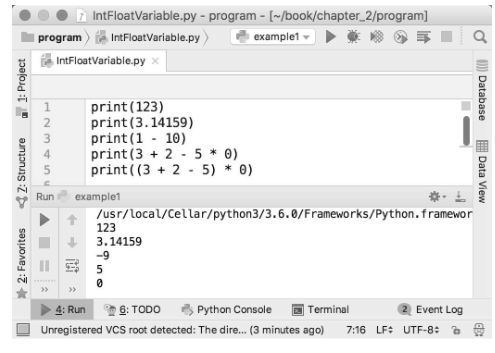 IntFloatVariable.py - program - [~/book/chapter_2/program]
program IntFloatVariable.py example1
IntFloatVariable.py ×
1: Project
Z: Structure
2: Favorites
Database
Data View
1 print(123)
2 print(3.14159)
3 print(1 - 10)
4 print(3 + 2 - 5 * 0)
5 print((3 + 2 - 5) * 0)
6
Run example1
/usr/local/Cellar/python3/3.6.0/Frameworks/Python.framewor
123
3.14159
-9
5
0
>> >>
4: Run 6: TODO Python Console Terminal 2 Event Log
Unregistered VCS root detected: The dire... (3 minutes ago) 7:16 LF÷ UTF-8÷